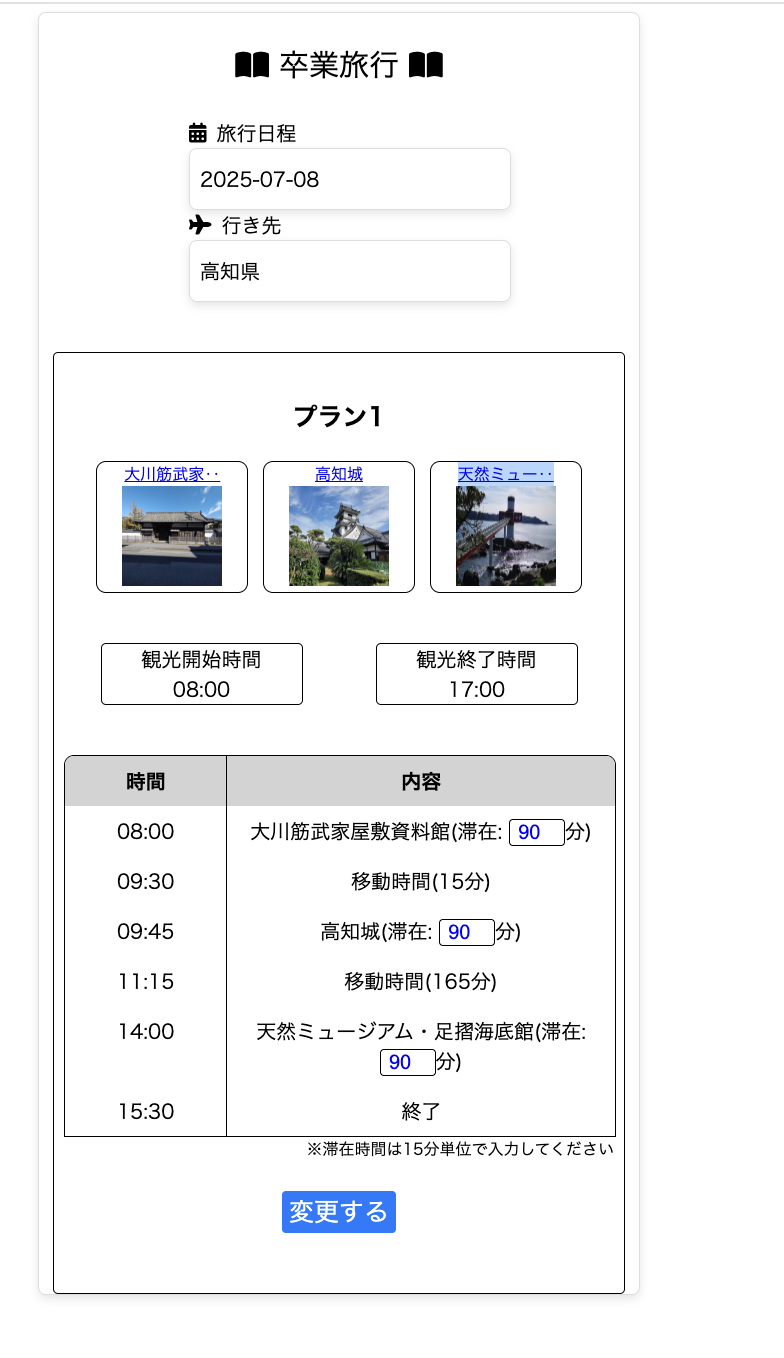 卒業旅行
旅行日程
2025-07-08
行き先
高知県
プラン1
大川筋武家‥
高知城
天然ミュー‥
観光開始時間
08:00
観光終了時間
17:00
時間 内容
08:00 大川筋武家屋敷資料館(滞在: 90 分)
09:30 移動時間(15分)
09:45 高知城(滞在: 90 分)
11:15 移動時間(165分)
14:00 天然ミュージアム・足摺海底館(滞在:
90 分)
15:30 終了
※滞在時間は15分単位で入力してください
変更する